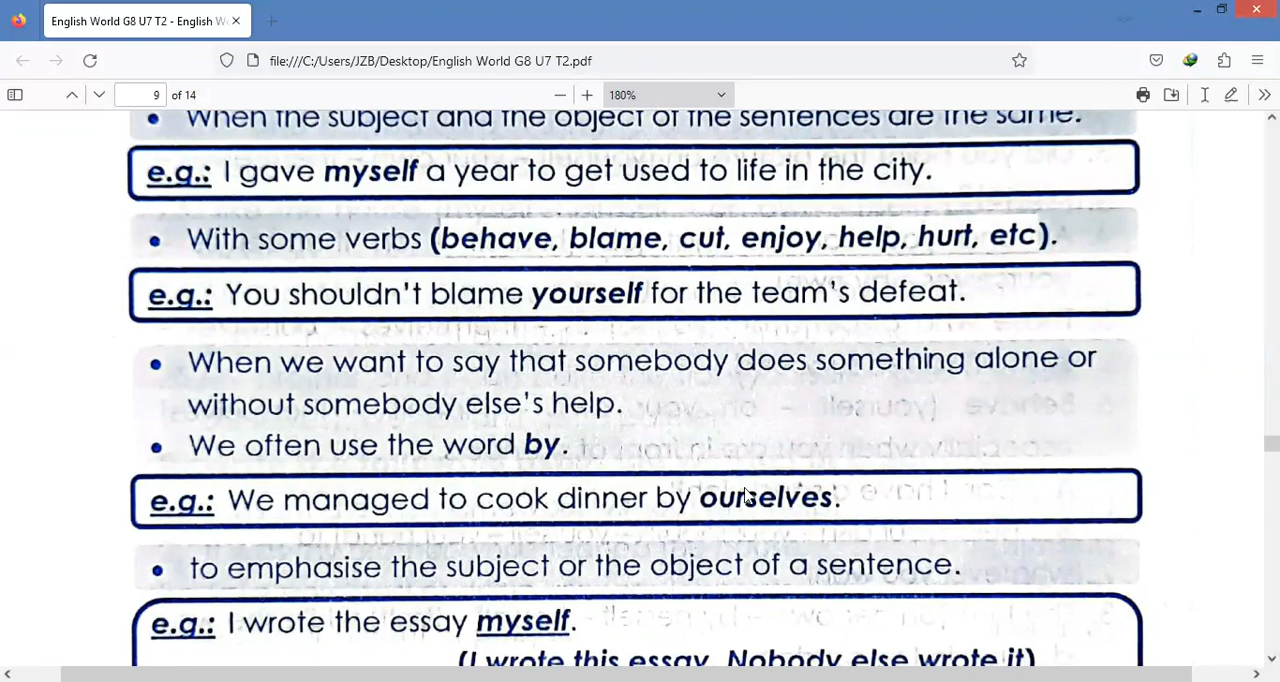 English World G8 U7 T2 - English W
file:///C:/Users/JZB/Desktop/English World G8 U7 T2.pdf
9 of 14
180%
• When the subject and the object of the sentences are the same.
e.g.: I gave myself a year to get used to life in the city.
• With some verbs (behave, blame, cut, enjoy, help, hurt, etc).
e.g.: You shouldn't blame yourself for the team's defeat.
• When we want to say that somebody does something alone or
without somebody else's help.
• We often use the word by.
e.g.: We managed to cook dinner by ourselves.
• to emphasise the subject or the object of a sentence.
e.g.: I wrote the essay myself.
(I wrote this essay. Nobody else wrote it)